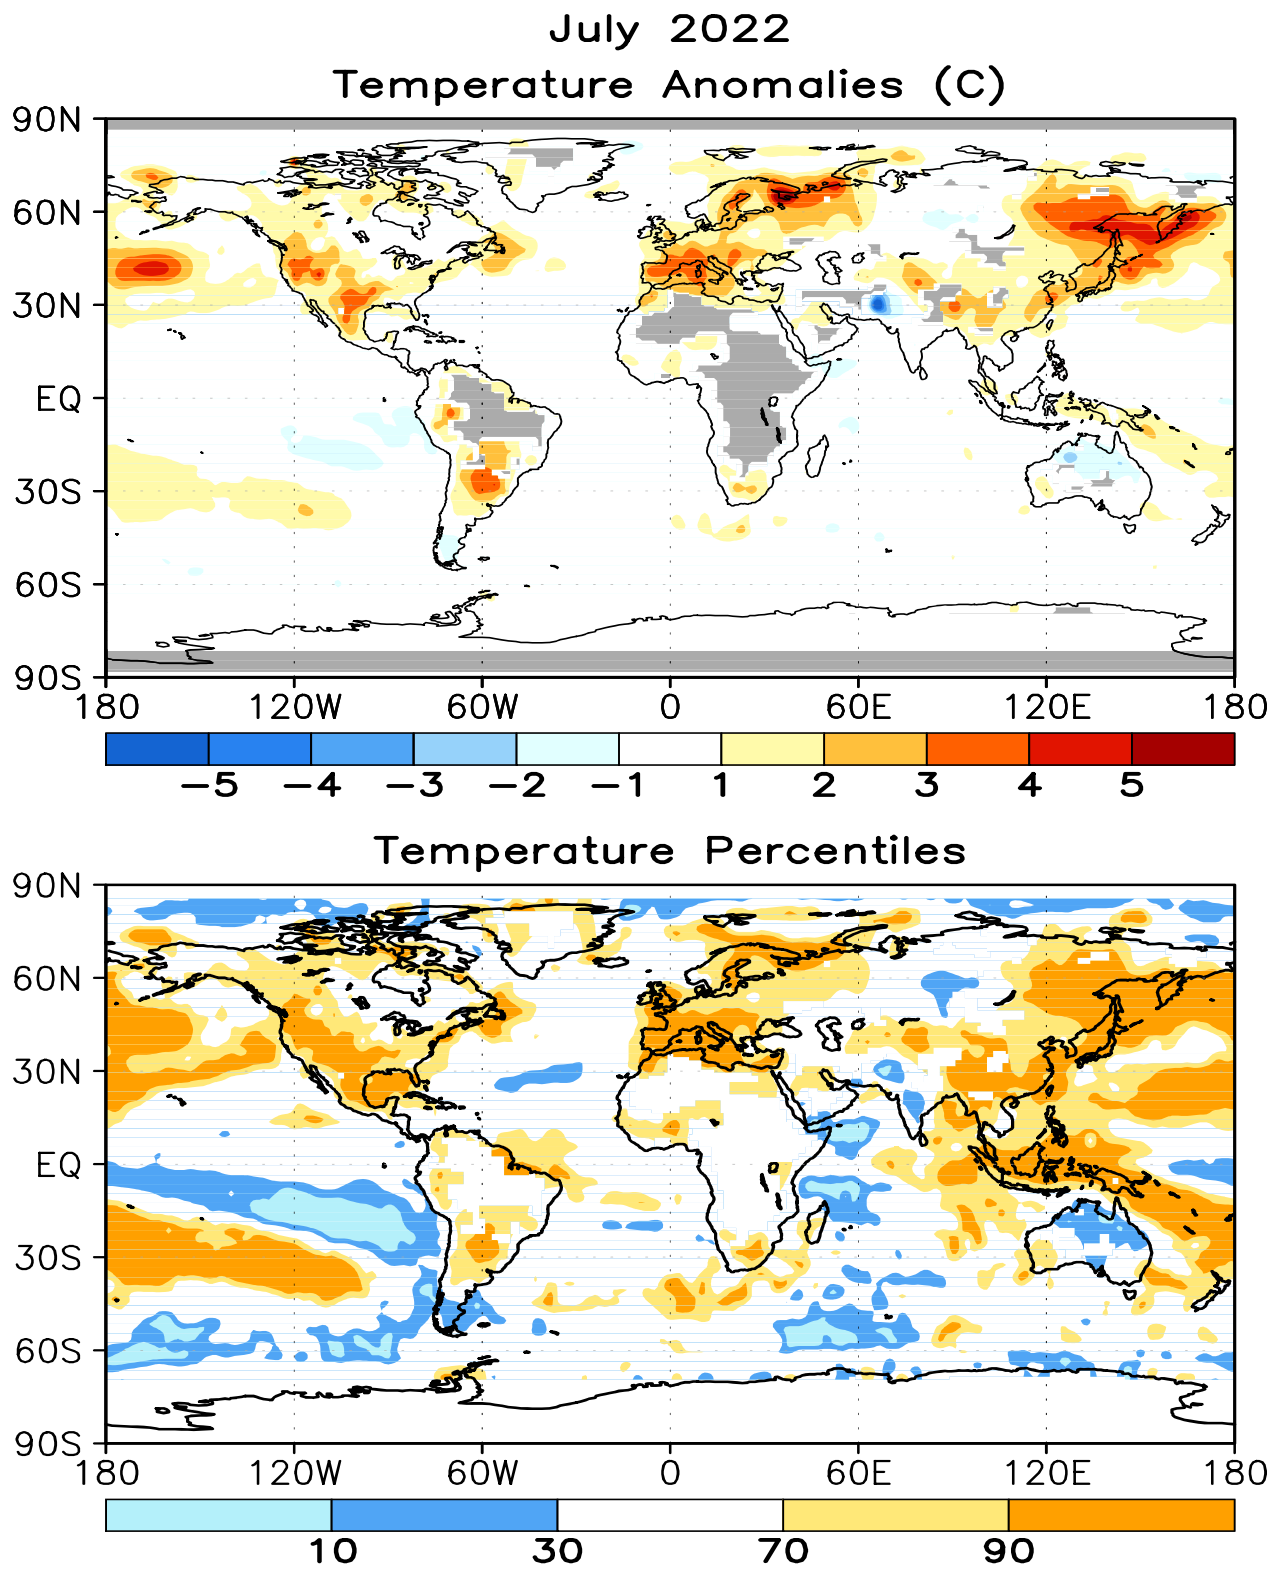 July 2022
Temperature Anomalies (C)
90N
60N
30N
EQ
30S
60S
90S
180 120W 60W 0 60E 120E 180
−5 −4 −3 −2 −1 1 2 3 4 5
Temperature Percentiles
90N
60N
30N
EQ
30S
60S
90S
180 120W 60W 0 60E 120E 180
10 30 70 90